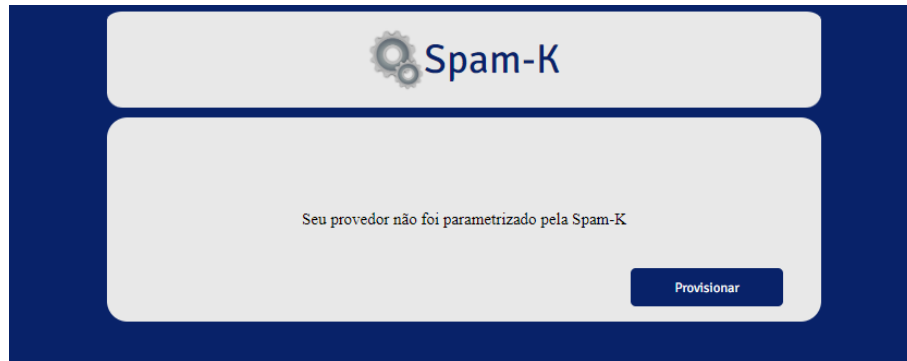 Spam-K
Seu provedor não foi parametrizado pela Spam-K
Provisionar